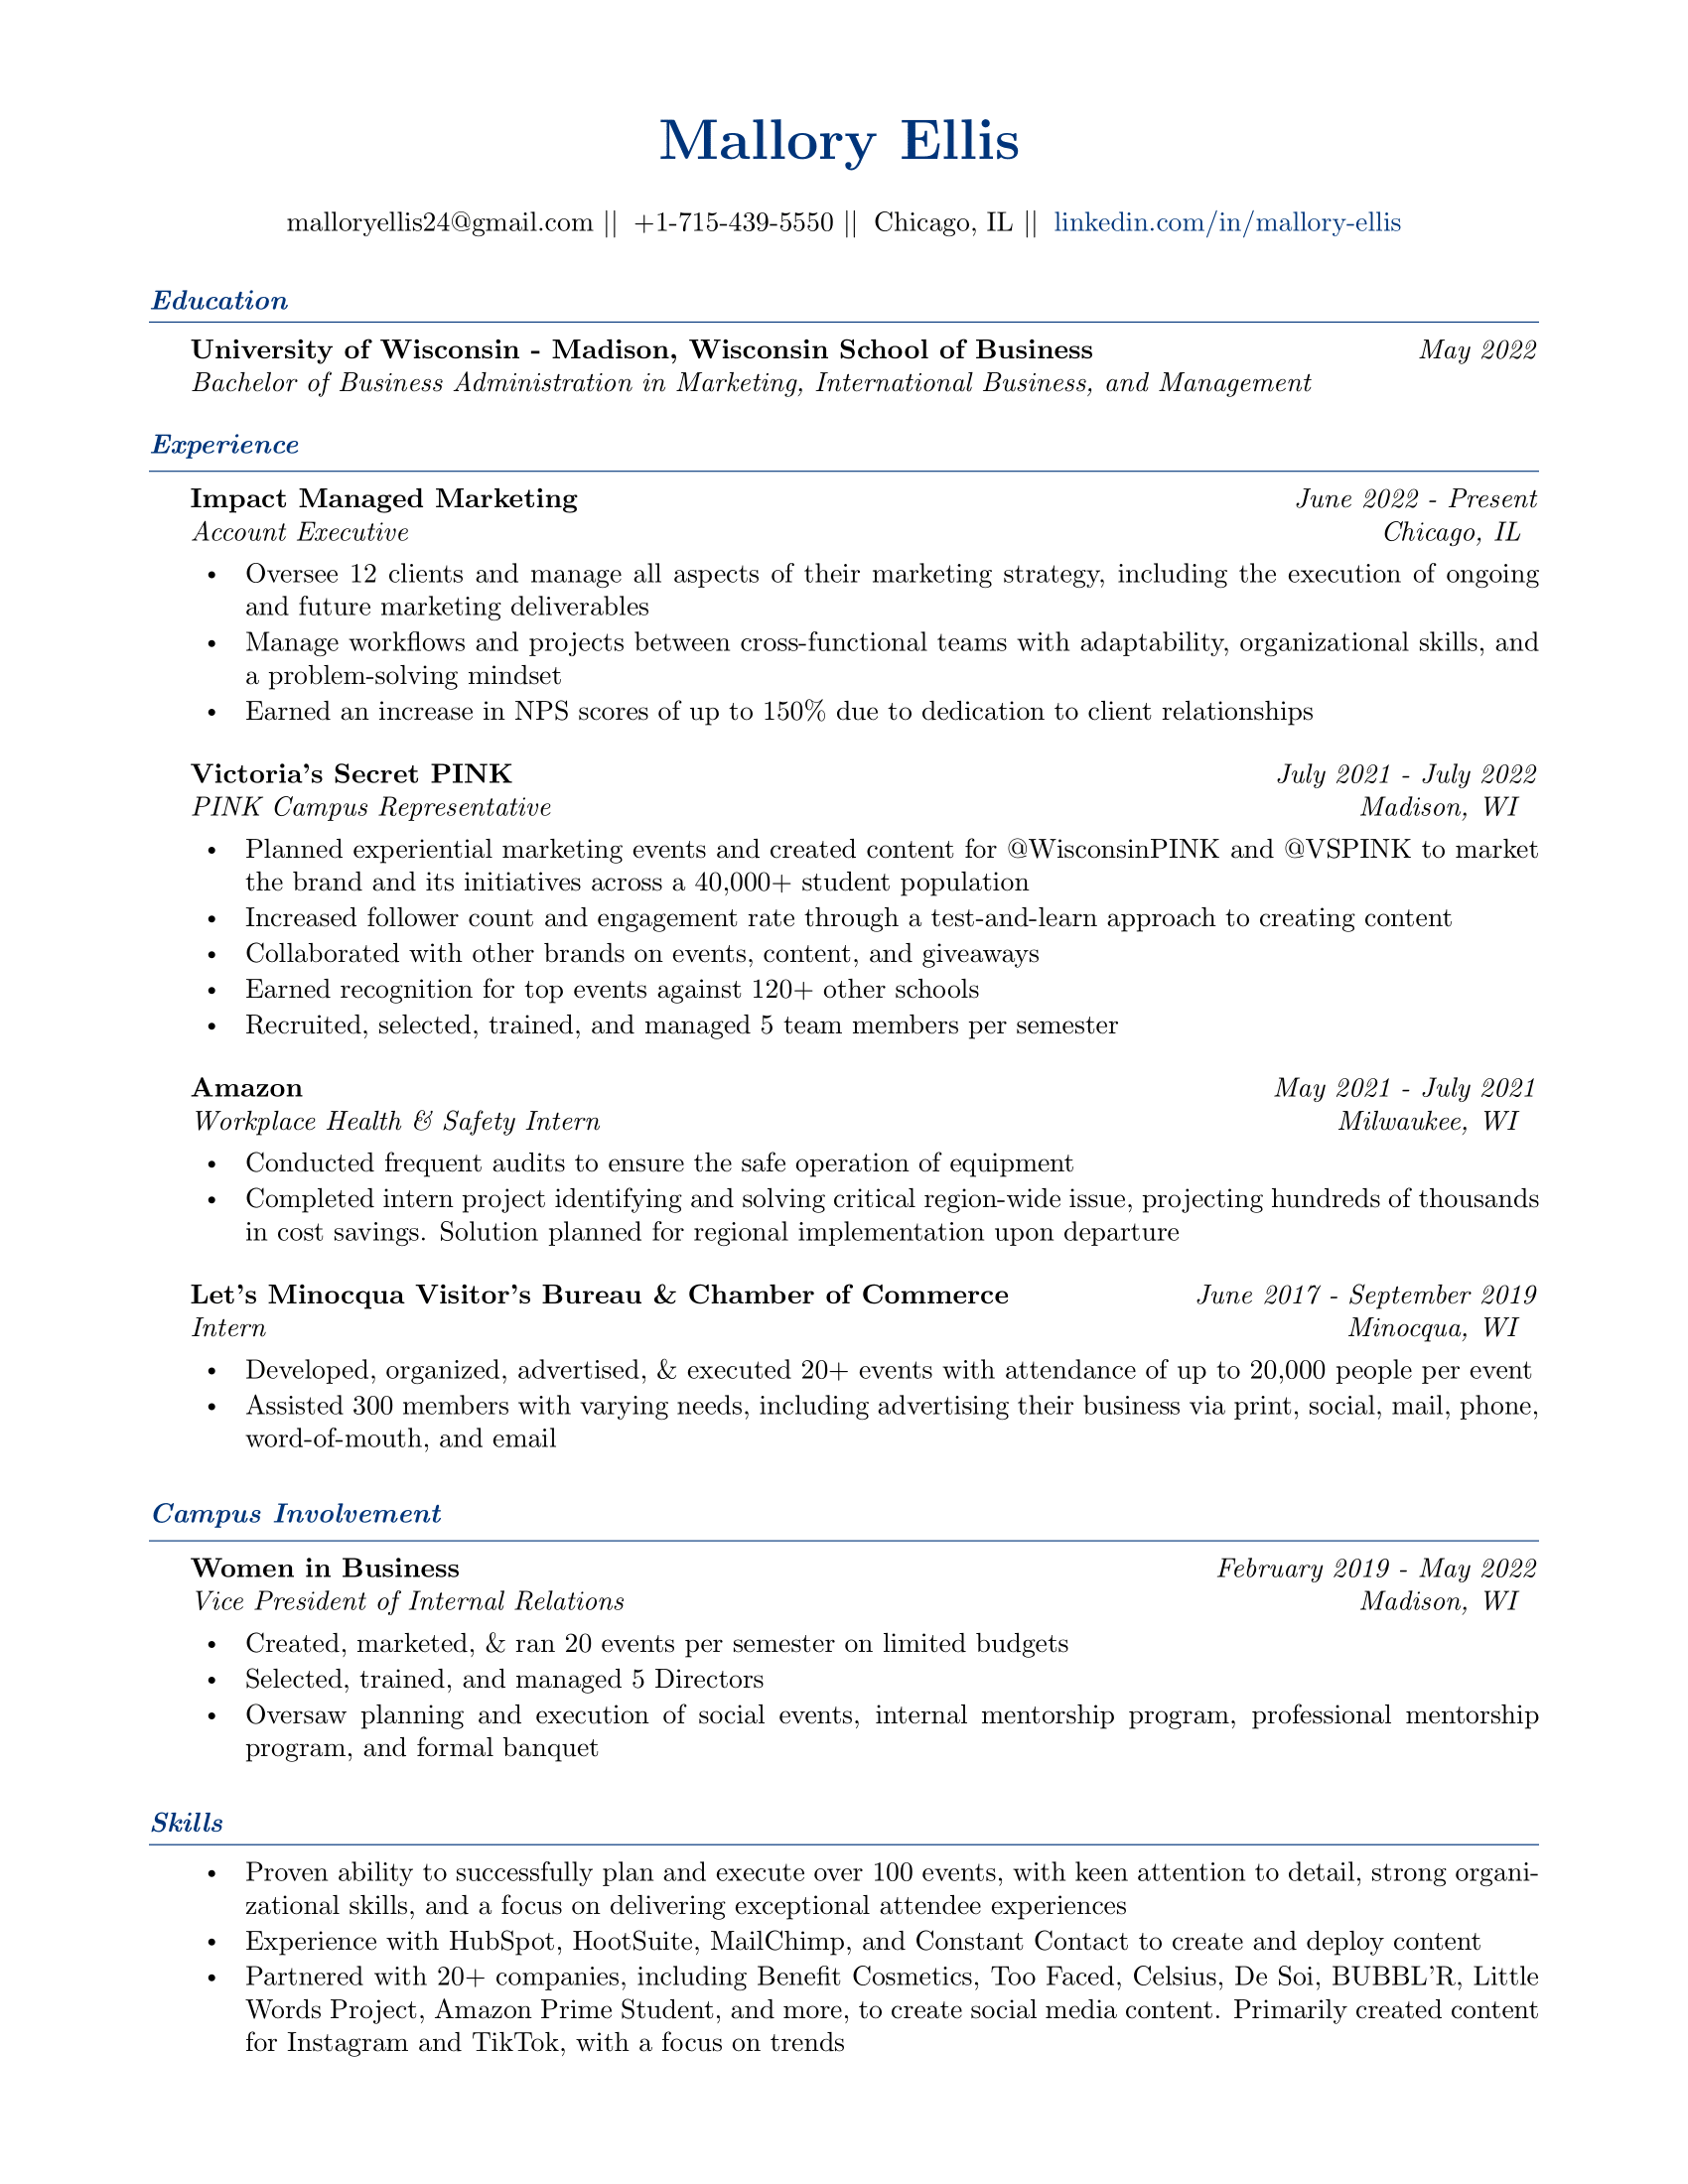 Mallory Ellis
malloryellis24@gmail.com || +1-715-439-5550 || Chicago, IL || linkedin.com/in/mallory-ellis
Education
University of Wisconsin - Madison, Wisconsin School of Business May 2022
Bachelor of Business Administration in Marketing, International Business, and Management
Experience
Impact Managed Marketing June 2022 - Present
Account Executive Chicago, IL
• Oversee 12 clients and manage all aspects of their marketing strategy, including the execution of ongoing
and future marketing deliverables
• Manage workflows and projects between cross-functional teams with adaptability, organizational skills, and
a problem-solving mindset
• Earned an increase in NPS scores of up to 150% due to dedication to client relationships
Victoria's Secret PINK July 2021 - July 2022
PINK Campus Representative Madison, WI
• Planned experiential marketing events and created content for @WisconsinPINK and @VSPINK to market
the brand and its initiatives across a 40,000+ student population
• Increased follower count and engagement rate through a test-and-learn approach to creating content
• Collaborated with other brands on events, content, and giveaways
• Earned recognition for top events against 120+ other schools
• Recruited, selected, trained, and managed 5 team members per semester
Amazon May 2021 - July 2021
Workplace Health & Safety Intern Milwaukee, WI
• Conducted frequent audits to ensure the safe operation of equipment
• Completed intern project identifying and solving critical region-wide issue, projecting hundreds of thousands
in cost savings. Solution planned for regional implementation upon departure
Let's Minocqua Visitor's Bureau & Chamber of Commerce June 2017 - September 2019
Intern Minocqua, WI
• Developed, organized, advertised, & executed 20+ events with attendance of up to 20,000 people per event
• Assisted 300 members with varying needs, including advertising their business via print, social, mail, phone,
word-of-mouth, and email
Campus Involvement
Women in Business February 2019 - May 2022
Vice President of Internal Relations Madison, WI
• Created, marketed, & ran 20 events per semester on limited budgets
• Selected, trained, and managed 5 Directors
• Oversaw planning and execution of social events, internal mentorship program, professional mentorship
program, and formal banquet
Skills
• Proven ability to successfully plan and execute over 100 events, with keen attention to detail, strong organi-
zational skills, and a focus on delivering exceptional attendee experiences
• Experience with HubSpot, HootSuite, MailChimp, and Constant Contact to create and deploy content
• Partnered with 20+ companies, including Benefit Cosmetics, Too Faced, Celsius, De Soi, BUBBL'R, Little
Words Project, Amazon Prime Student, and more, to create social media content. Primarily created content
for Instagram and TikTok, with a focus on trends